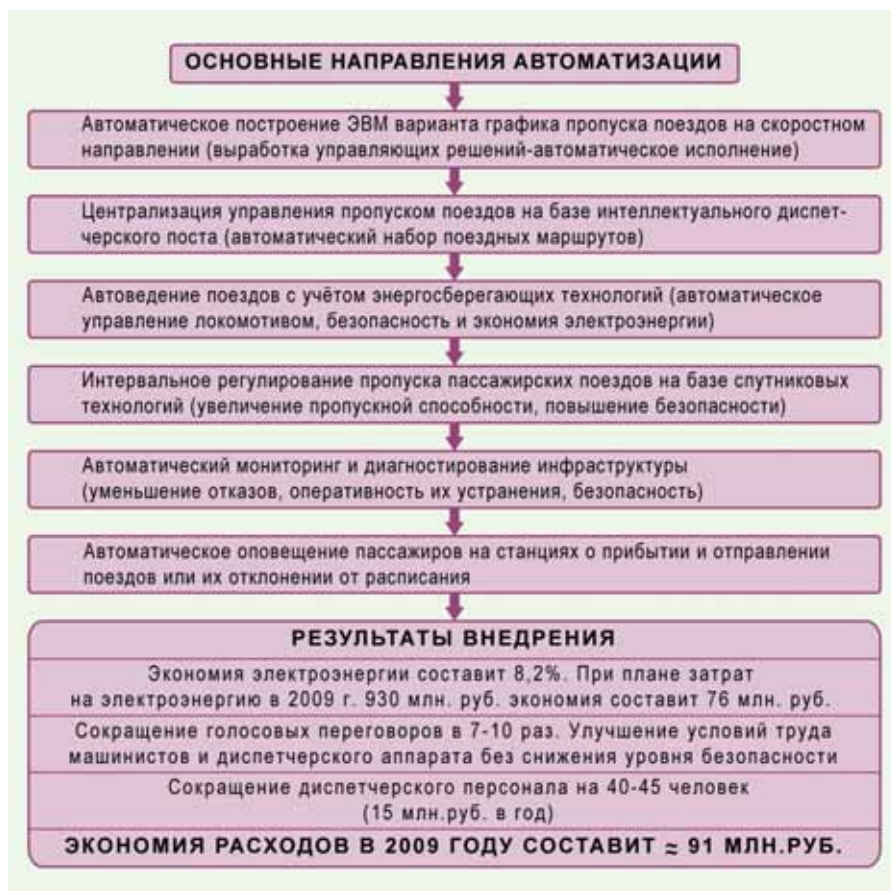 ОСНОВНЫЕ НАПРАВЛЕНИЯ АВТОМАТИЗАЦИИ
Автоматическое построение ЭВМ варианта графика пропуска поездов на скоростном
направлении (выработка управляющих решений-автоматическое исполнение)
Централизация управления пропуском поездов на базе интеллектуального диспет-
черского поста (автоматический набор поездных маршрутов)
Автоведение поездов с учётом энергосберегающих технологий (автоматическое
управление локомотивом, безопасность и экономия электроэнергии)
Интервальное регулирование пропуска пассажирских поездов на базе спутниковых
технологий (увеличение пропускной способности, повышение безопасности)
Автоматический мониторинг и диагностирование инфраструктуры
(уменьшение отказов, оперативность их устранения, безопасность)
Автоматическое оповещение пассажиров на станциях о прибытии и отправлении
поездов или их отклонении от расписания
РЕЗУЛЬТАТЫ ВНЕДРЕНИЯ
Экономия электроэнергии составит 8,2%. При плане затрат
на электроэнергию в 2009 г. 930 млн. руб. экономия составит 76 млн. руб.
Сокращение голосовых переговоров в 7-10 раз. Улучшение условий труда
машинистов и диспетчерского аппарата без снижения уровня безопасности
Сокращение диспетчерского персонала на 40-45 человек
(15 млн.руб. в год)
ЭКОНОМИЯ РАСХОДОВ В 2009 ГОДУ СОСТАВИТ ≈ 91 МЛН.РУБ.